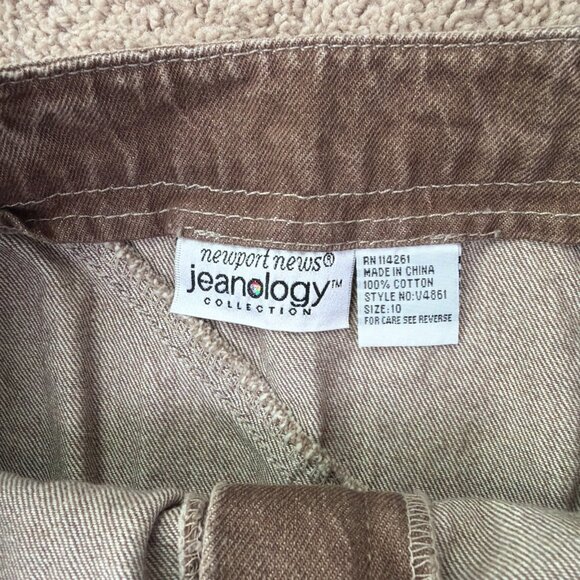 newport news®
jeanology™
COLLECTION
RN 114261
MADE IN CHINA
100% COTTON
STYLE NO:V4861
SIZE:10
FOR CARE SEE REVERSE